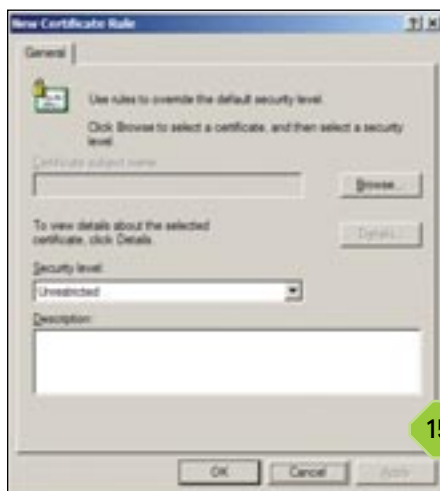 New Certificate Rule
General
Use rules to override the default security level.
Click Browse to select a certificate, and then select a security
level.
Certificate subject name:
Browse...
To view details about the selected
certificate, click Details.
Details...
Security level:
Unrestricted
Description:
15
OK
Cancel
Apply